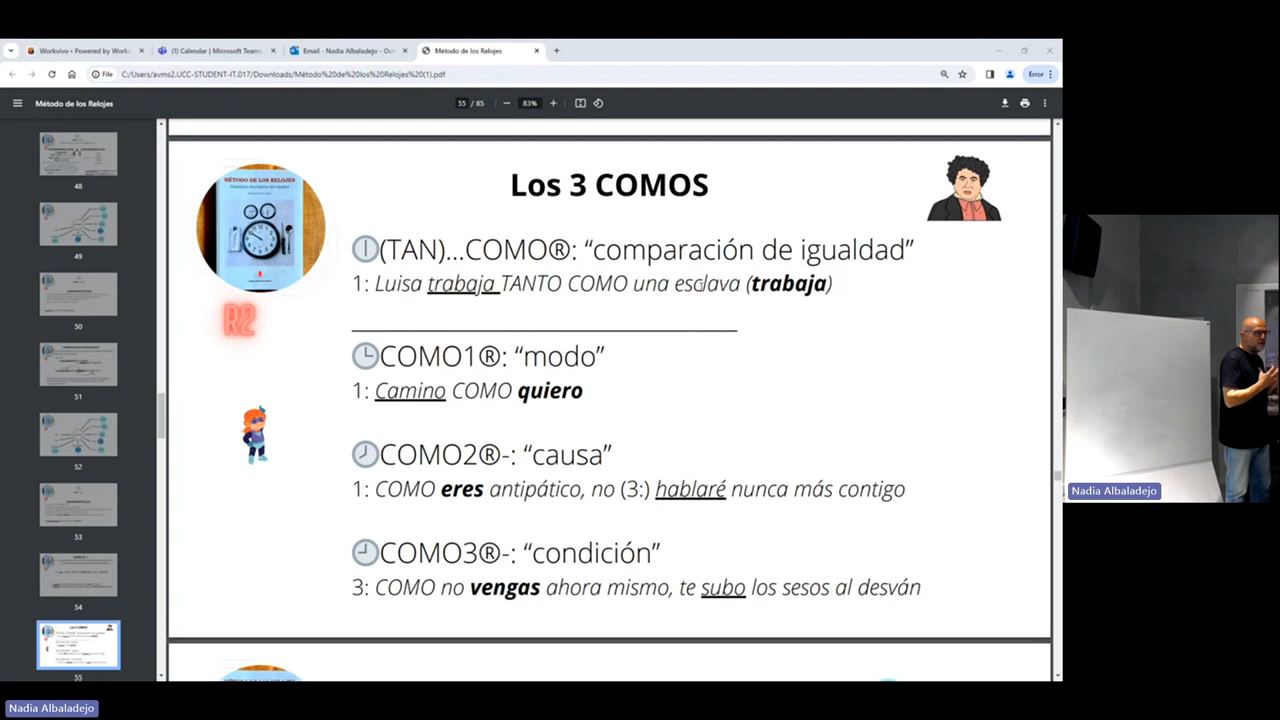 Workvivo • Powered by Work
(1) Calendar | Microsoft Teams
Email - Nadia Albaladejo - Out
Método de los Relojes
File
C:/Users/avms2.UCC-STUDENT-IT.017/Downloads/Método%20de%20los%20Relojes%20(1).pdf
Error
Método de los Relojes
55 / 85
83%
48
49
50
51
52
53
54
55
MÉTODO DE LOS RELOJES
R2
Los 3 COMOS
(TAN)...COMO®: “comparación de igualdad”
1: Luisa trabaja TANTO COMO una esclava (trabaja)
COMO1®: “modo”
1: Camino COMO quiero
COMO2®-: “causa”
1: COMO eres antipático, no (3:) hablaré nunca más contigo
COMO3®-: “condición”
3: COMO no vengas ahora mismo, te subo los sesos al desván
Nadia Albaladejo
Nadia Albaladejo